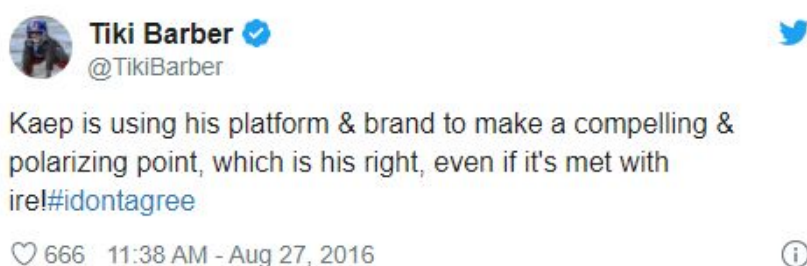 Tiki Barber
@TikiBarber
Kaep is using his platform & brand to make a compelling &
polarizing point, which is his right, even if it's met with
ire!#idontagree
666 11:38 AM - Aug 27, 2016